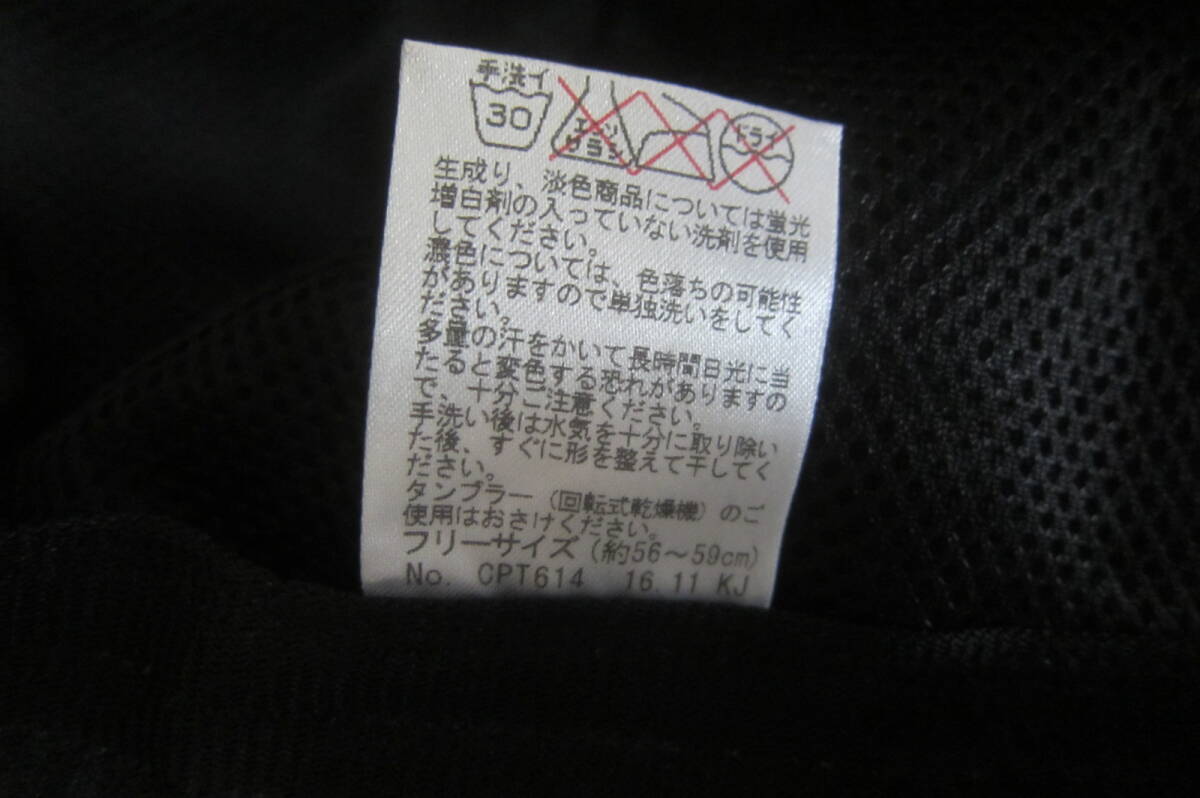 手洗イ
30
エンソ
サラシ
ドライ
生成り、淡色商品については蛍光
増白剤の入っていない洗剤を使用
してください。
濃色については、色落ちの可能性
がありますので単独洗いをしてく
ださい。
多量の汗をかいて長時間日光に当
たると変色する恐れがありますの
で、十分ご注意ください。
手洗い後は水気を十分に取り除い
た後、すぐに形を整えて干してく
ださい。
タンブラー(回転式乾燥機)のご
使用はおさけください。
フリーサイズ(約56～59cm)
No. CPT614 16.11 KJ